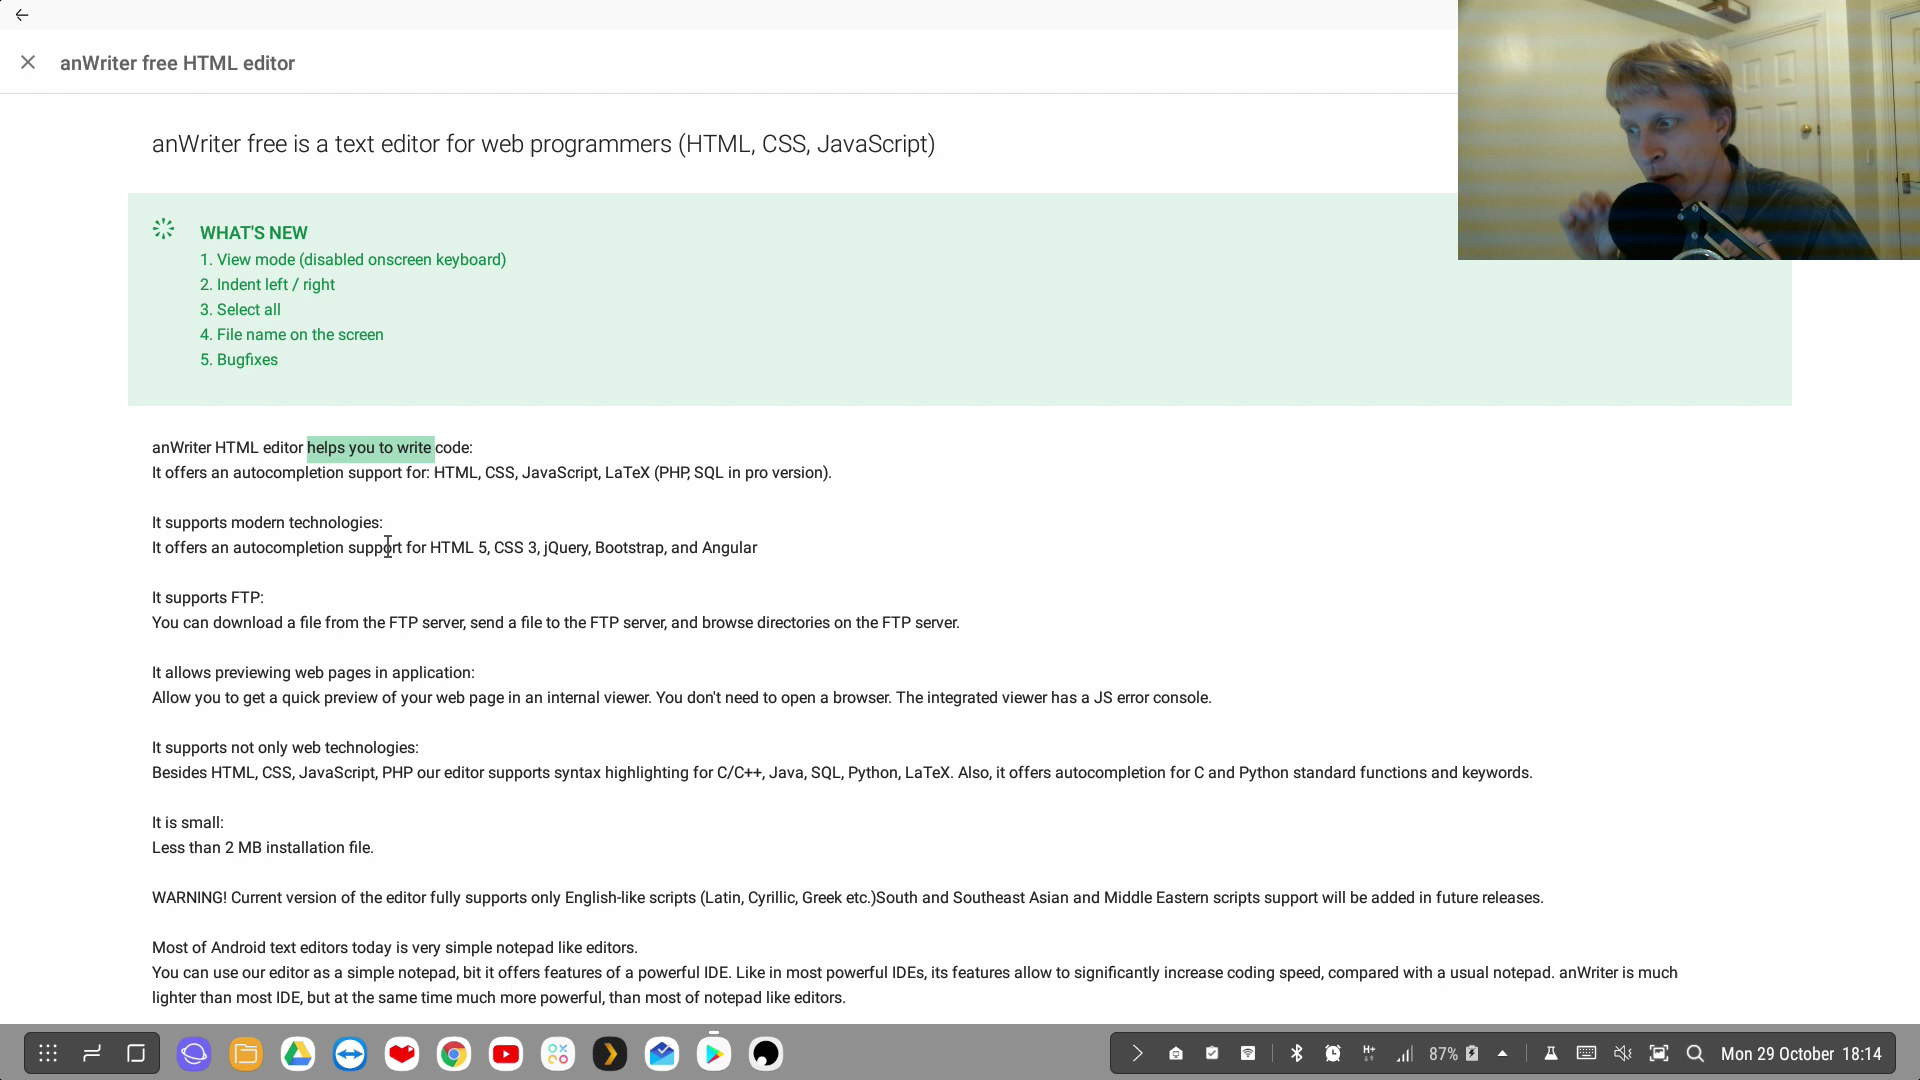 anWriter free HTML editor
anWriter free is a text editor for web programmers (HTML, CSS, JavaScript)
WHAT'S NEW
1. View mode (disabled onscreen keyboard)
2. Indent left / right
3. Select all
4. File name on the screen
5. Bugfixes
anWriter HTML editor helps you to write code:
It offers an autocompletion support for: HTML, CSS, JavaScript, LaTeX (PHP, SQL in pro version).
It supports modern technologies:
It offers an autocompletion support for HTML 5, CSS 3, jQuery, Bootstrap, and Angular
It supports FTP:
You can download a file from the FTP server, send a file to the FTP server, and browse directories on the FTP server.
It allows previewing web pages in application:
Allow you to get a quick preview of your web page in an internal viewer. You don't need to open a browser. The integrated viewer has a JS error console.
It supports not only web technologies:
Besides HTML, CSS, JavaScript, PHP our editor supports syntax highlighting for C/C++, Java, SQL, Python, LaTeX. Also, it offers autocompletion for C and Python standard functions and keywords.
It is small:
Less than 2 MB installation file.
WARNING! Current version of the editor fully supports only English-like scripts (Latin, Cyrillic, Greek etc.)South and Southeast Asian and Middle Eastern scripts support will be added in future releases.
Most of Android text editors today is very simple notepad like editors.
You can use our editor as a simple notepad, bit it offers features of a powerful IDE. Like in most powerful IDEs, its features allow to significantly increase coding speed, compared with a usual notepad. anWriter is much
lighter than most IDE, but at the same time much more powerful, than most of notepad like editors.
H+ 87% Mon 29 October 18:14